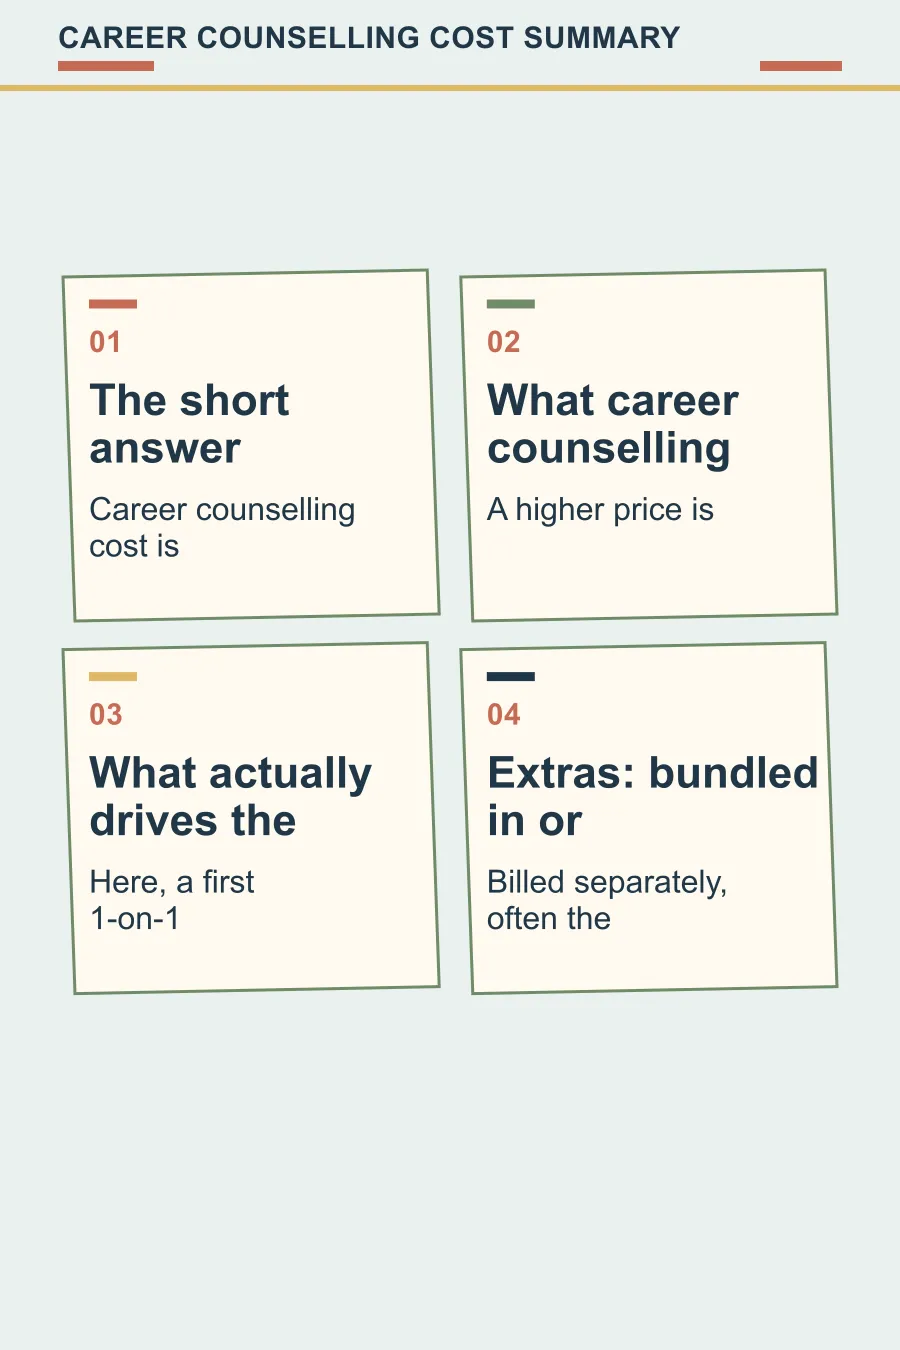 CAREER COUNSELLING COST SUMMARY
01
The short
answer
Career counselling
cost is
02
What career
counselling
A higher price is
03
What actually
drives the
Here, a first
1-on-1
04
Extras: bundled
in or
Billed separately,
often the